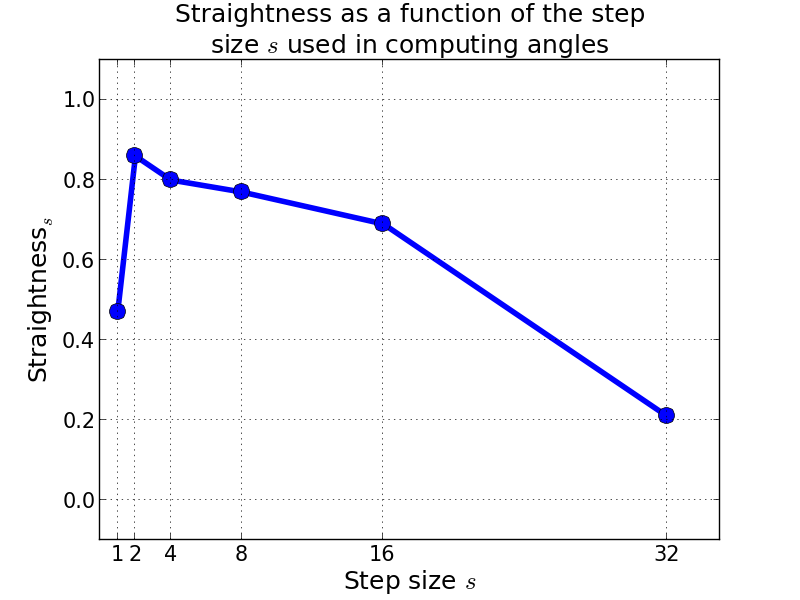 Straightness as a function of the step
size s used in computing angles
1.0
0.8
0.6
0.4
0.2
0.0
Straightness_s
1 2 4 8 16 32
Step size s